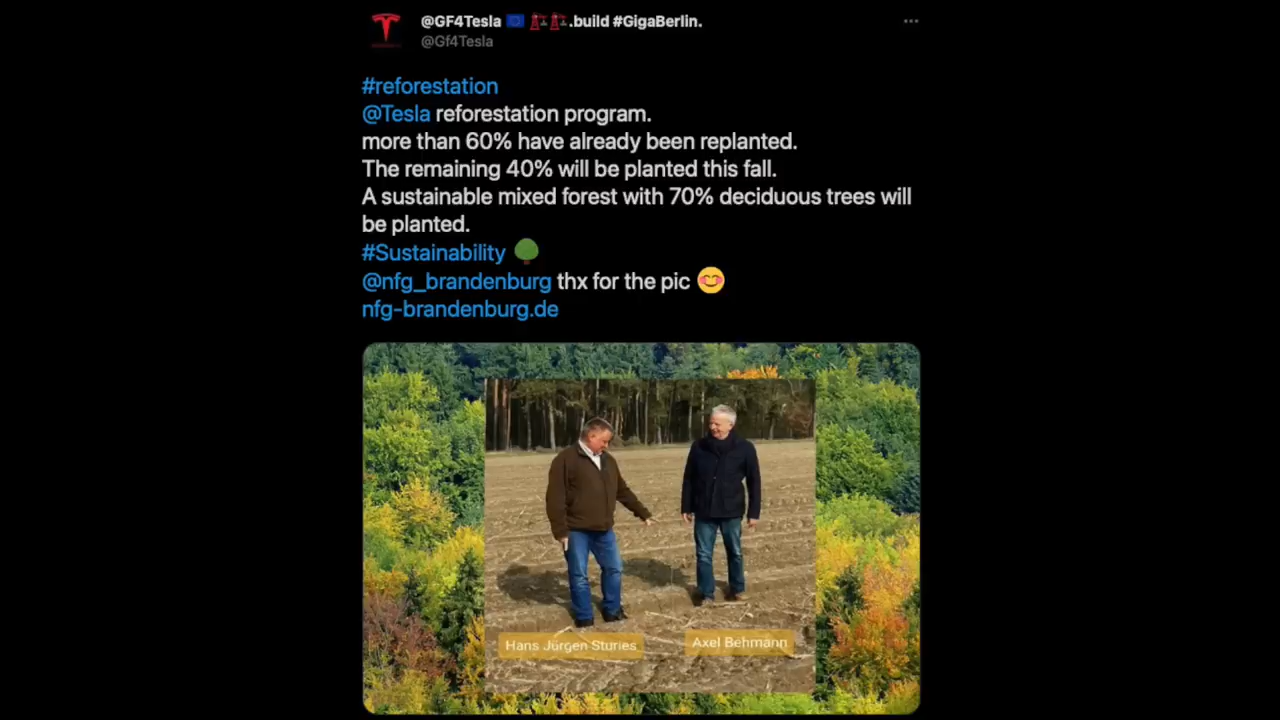 @GF4Tesla 🇪🇺 🏗️🏗️.build #GigaBerlin.
@Gf4Tesla
#reforestation
@Tesla reforestation program.
more than 60% have already been replanted.
The remaining 40% will be planted this fall.
A sustainable mixed forest with 70% deciduous trees will
be planted.
#Sustainability 🌳
@nfg_brandenburg thx for the pic 😊
nfg-brandenburg.de
Hans Jürgen Sturies
Axel Behmann